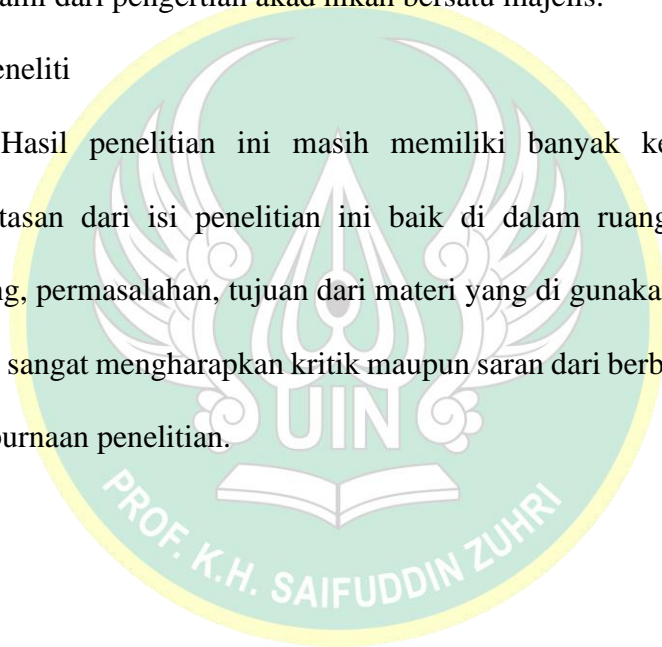 ami dari pengertian akad nikah bersatu majelis.
eneliti
Hasil penelitian ini masih memiliki banyak ke
tasan dari isi penelitian ini baik di dalam ruang
ng, permasalahan, tujuan dari materi yang di gunaka
sangat mengharapkan kritik maupun saran dari berb
purnaan penelitian.
UIN
PROF. K.H. SAIFUDDIN ZUHRI